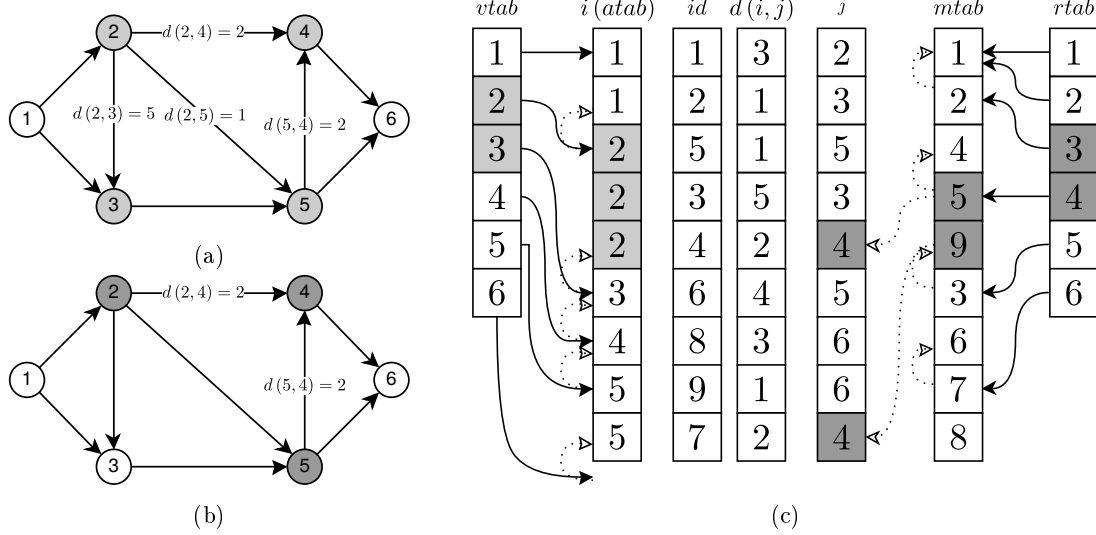 vtab i (atab) id d (i, j) j mtab rtab
2 d (2, 4) = 2 4
1 d (2, 3) = 5 d (2, 5) = 1 d (5, 4) = 2 6
3 5
(a)
2 d (2, 4) = 2 4
1 d (5, 4) = 2 6
3 5
(b)
1 1 1 3 2 1 1
2 1 2 1 3 2 2
3 2 5 1 5 4 3
4 2 3 5 3 5 4
5 2 4 2 4 9 5
6 3 6 4 5 3 6
4 8 3 6 6
5 9 1 6 7
5 7 2 4 8
(c)